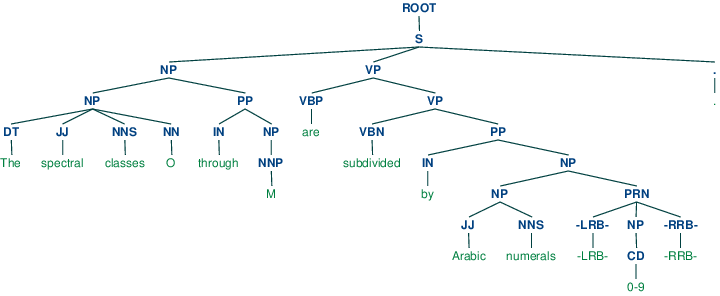 ROOT
S
NP VP .
NP PP VBP VP .
DT JJ NNS NN IN NP are VBN PP
The spectral classes O through NNP subdivided IN NP
M by NP PRN
JJ NNS -LRB- NP -RRB-
Arabic numerals -LRB- CD -RRB-
0-9